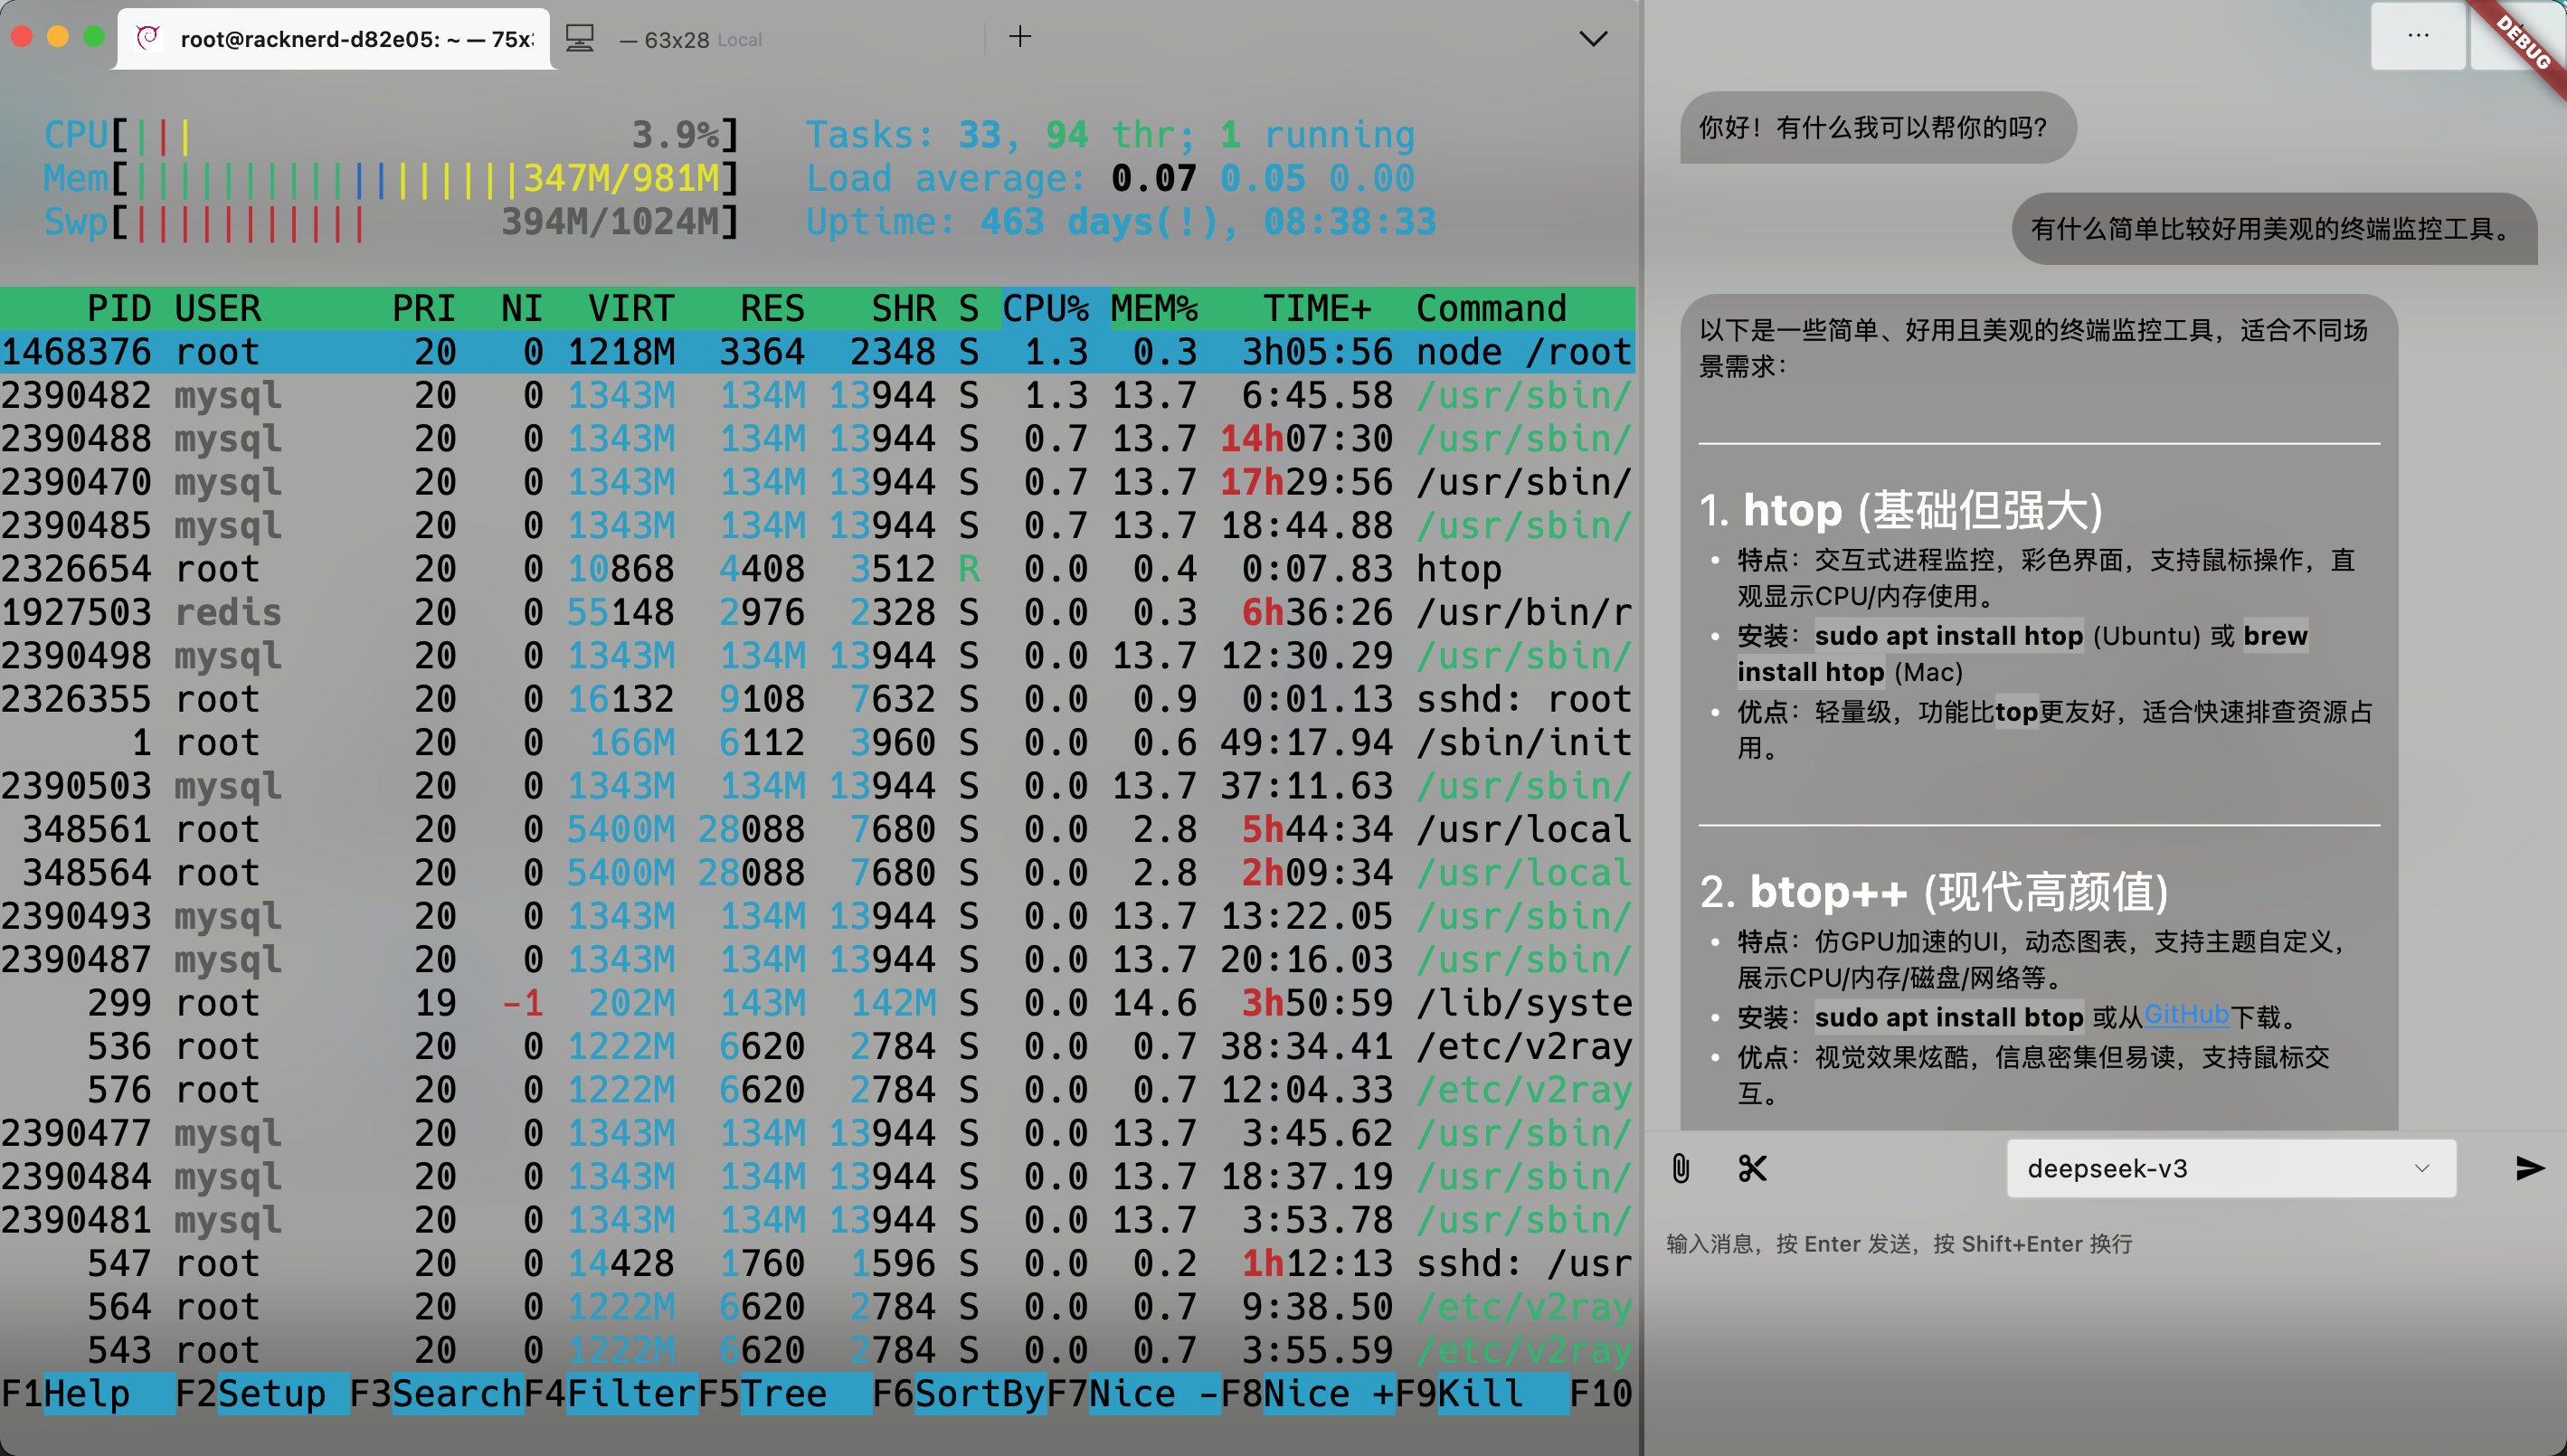 root@racknerd-d82e05: ~ — 75x
— 63x28 Local
CPU[||| 3.9%] Tasks: 33, 94 thr; 1 running
Mem[||||||||||||||||||347M/981M] Load average: 0.07 0.05 0.00
Swp[||||||||||| 394M/1024M] Uptime: 463 days(!), 08:38:33
PID USER PRI NI VIRT RES SHR S CPU% MEM% TIME+ Command
1468376 root 20 0 1218M 3364 2348 S 1.3 0.3 3h05:56 node /root
2390482 mysql 20 0 1343M 134M 13944 S 1.3 13.7 6:45.58 /usr/sbin/
2390488 mysql 20 0 1343M 134M 13944 S 0.7 13.7 14h07:30 /usr/sbin/
2390470 mysql 20 0 1343M 134M 13944 S 0.7 13.7 17h29:56 /usr/sbin/
2390485 mysql 20 0 1343M 134M 13944 S 0.7 13.7 18:44.88 /usr/sbin/
2326654 root 20 0 10868 4408 3512 R 0.0 0.4 0:07.83 htop
1927503 redis 20 0 55148 2976 2328 S 0.0 0.3 6h36:26 /usr/bin/r
2390498 mysql 20 0 1343M 134M 13944 S 0.0 13.7 12:30.29 /usr/sbin/
2326355 root 20 0 16132 9108 7632 S 0.0 0.9 0:01.13 sshd: root
1 root 20 0 166M 6112 3960 S 0.0 0.6 49:17.94 /sbin/init
2390503 mysql 20 0 1343M 134M 13944 S 0.0 13.7 37:11.63 /usr/sbin/
348561 root 20 0 5400M 28088 7680 S 0.0 2.8 5h44:34 /usr/local
348564 root 20 0 5400M 28088 7680 S 0.0 2.8 2h09:34 /usr/local
2390493 mysql 20 0 1343M 134M 13944 S 0.0 13.7 13:22.05 /usr/sbin/
2390487 mysql 20 0 1343M 134M 13944 S 0.0 13.7 20:16.03 /usr/sbin/
299 root 19 -1 202M 143M 142M S 0.0 14.6 3h50:59 /lib/syste
536 root 20 0 1222M 6620 2784 S 0.0 0.7 38:34.41 /etc/v2ray
576 root 20 0 1222M 6620 2784 S 0.0 0.7 12:04.33 /etc/v2ray
2390477 mysql 20 0 1343M 134M 13944 S 0.0 13.7 3:45.62 /usr/sbin/
2390484 mysql 20 0 1343M 134M 13944 S 0.0 13.7 18:37.19 /usr/sbin/
2390481 mysql 20 0 1343M 134M 13944 S 0.0 13.7 3:53.78 /usr/sbin/
547 root 20 0 14428 1760 1596 S 0.0 0.2 1h12:13 sshd: /usr
564 root 20 0 1222M 6620 2784 S 0.0 0.7 9:38.50 /etc/v2ray
543 root 20 0 1222M 6620 2784 S 0.0 0.7 3:55.59 /etc/v2ray
F1Help F2Setup F3SearchF4FilterF5Tree F6SortByF7Nice -F8Nice +F9Kill F10
...
DEBUG
你好！有什么我可以帮你的吗？
有什么简单比较好用美观的终端监控工具。
以下是一些简单、好用且美观的终端监控工具，适合不同场
景需求：
1. htop (基础但强大)
• 特点：交互式进程监控，彩色界面，支持鼠标操作，直
观显示CPU/内存使用。
• 安装：sudo apt install htop (Ubuntu) 或 brew
install htop (Mac)
• 优点：轻量级，功能比top更友好，适合快速排查资源占
用。
2. btop++ (现代高颜值)
• 特点：仿GPU加速的UI，动态图表，支持主题自定义，
展示CPU/内存/磁盘/网络等。
• 安装：sudo apt install btop 或从GitHub下载。
• 优点：视觉效果炫酷，信息密集但易读，支持鼠标交
互。
deepseek-v3
输入消息，按 Enter 发送，按 Shift+Enter 换行